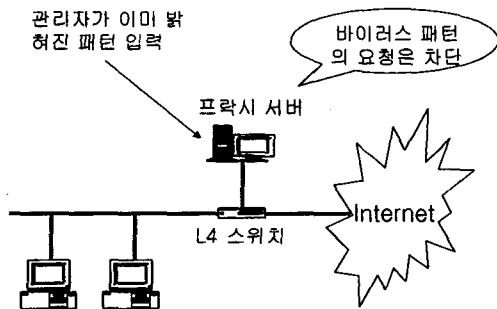 관리자가 이미 밝
혀진 패턴 입력
바이러스 패턴
의 요청은 차단
프락시 서버
Internet
L4 스위치